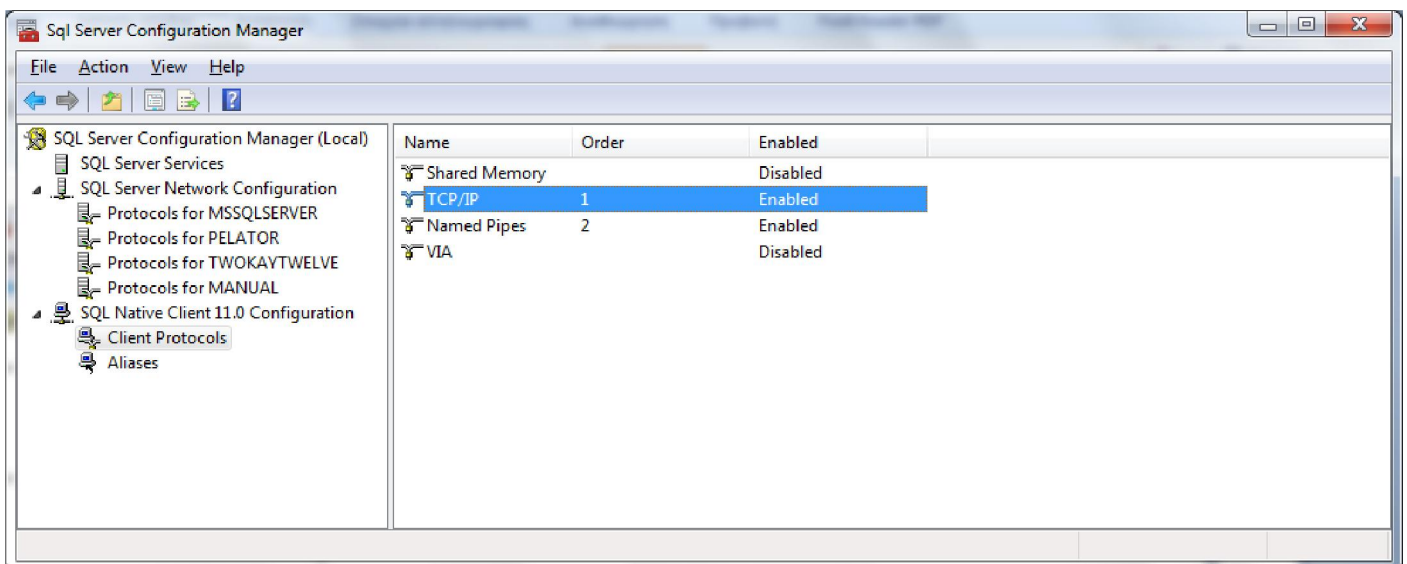 Sql Server Configuration Manager
File Action View Help
SQL Server Configuration Manager (Local)
SQL Server Services
SQL Server Network Configuration
Protocols for MSSQLSERVER
Protocols for PELATOR
Protocols for TWOKAYTWELVE
Protocols for MANUAL
SQL Native Client 11.0 Configuration
Client Protocols
Aliases
Name Order Enabled
Shared Memory Disabled
TCP/IP 1 Enabled
Named Pipes 2 Enabled
VIA Disabled